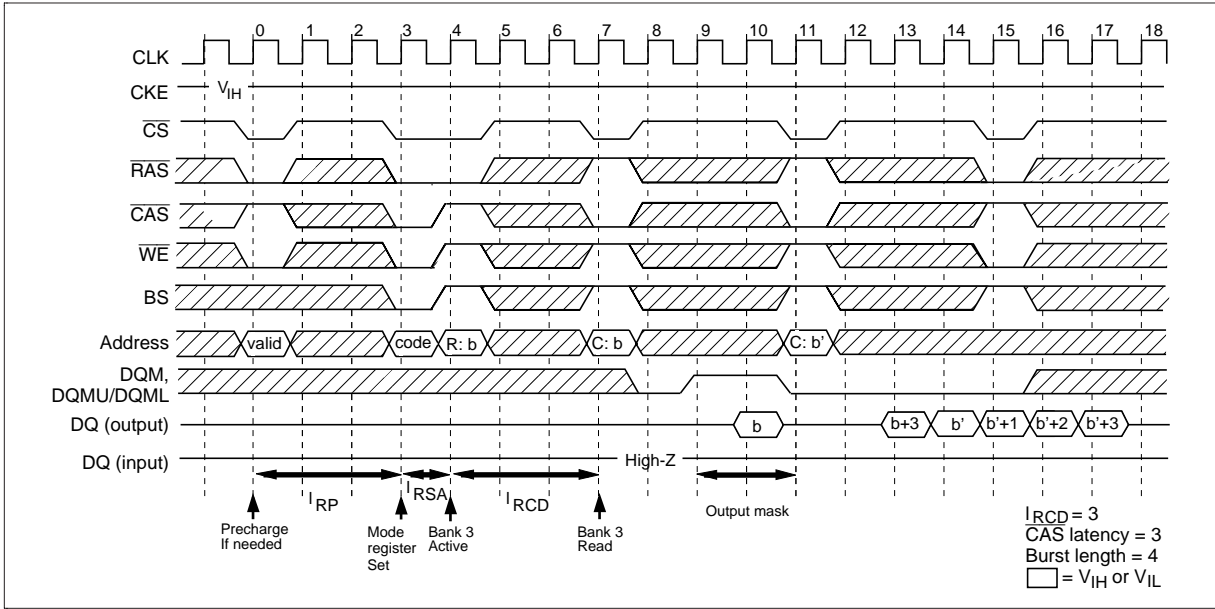 0 1 2 3 4 5 6 7 8 9 10 11 12 13 14 15 16 17 18
CLK
CKE VIH
CS
RAS
CAS
WE
BS
Address valid code R: b C: b C: b'
DQM,
DQMU/DQML
DQ (output) b b+3 b' b'+1 b'+2 b'+3
DQ (input) High-Z
lRP lRSA lRCD Output mask
Precharge
If needed
Mode
register
Set
Bank 3
Active
Bank 3
Read
lRCD = 3
CAS latency = 3
Burst length = 4
= VIH or VIL